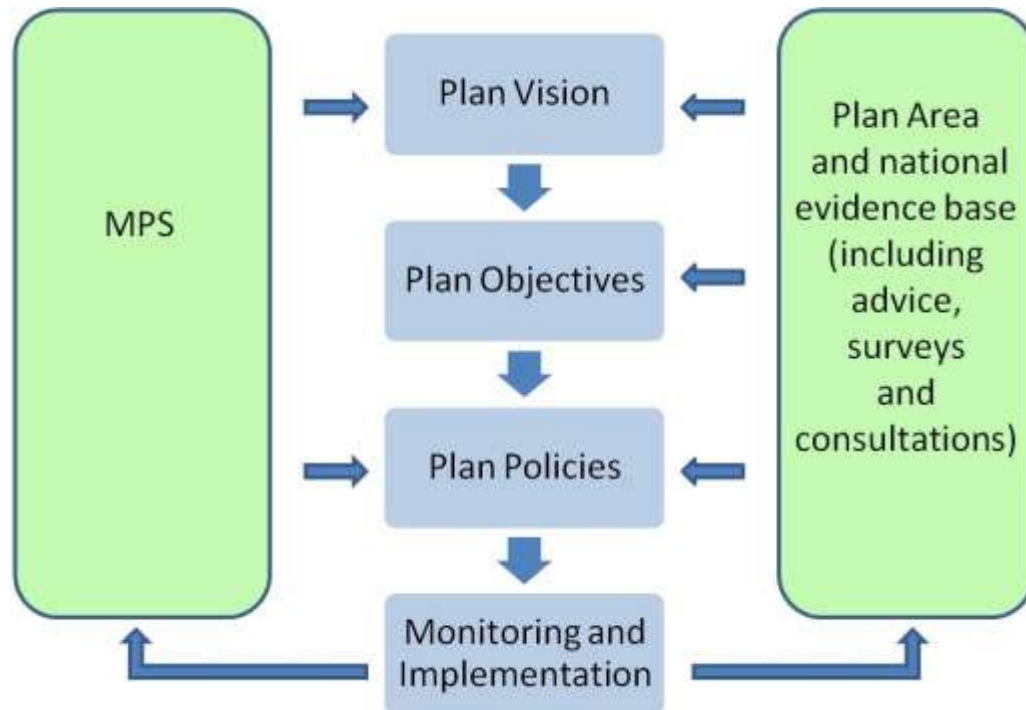 MPS
Plan Vision
Plan Objectives
Plan Policies
Monitoring and
Implementation
Plan Area
and national
evidence base
(including
advice,
surveys
and
consultations)